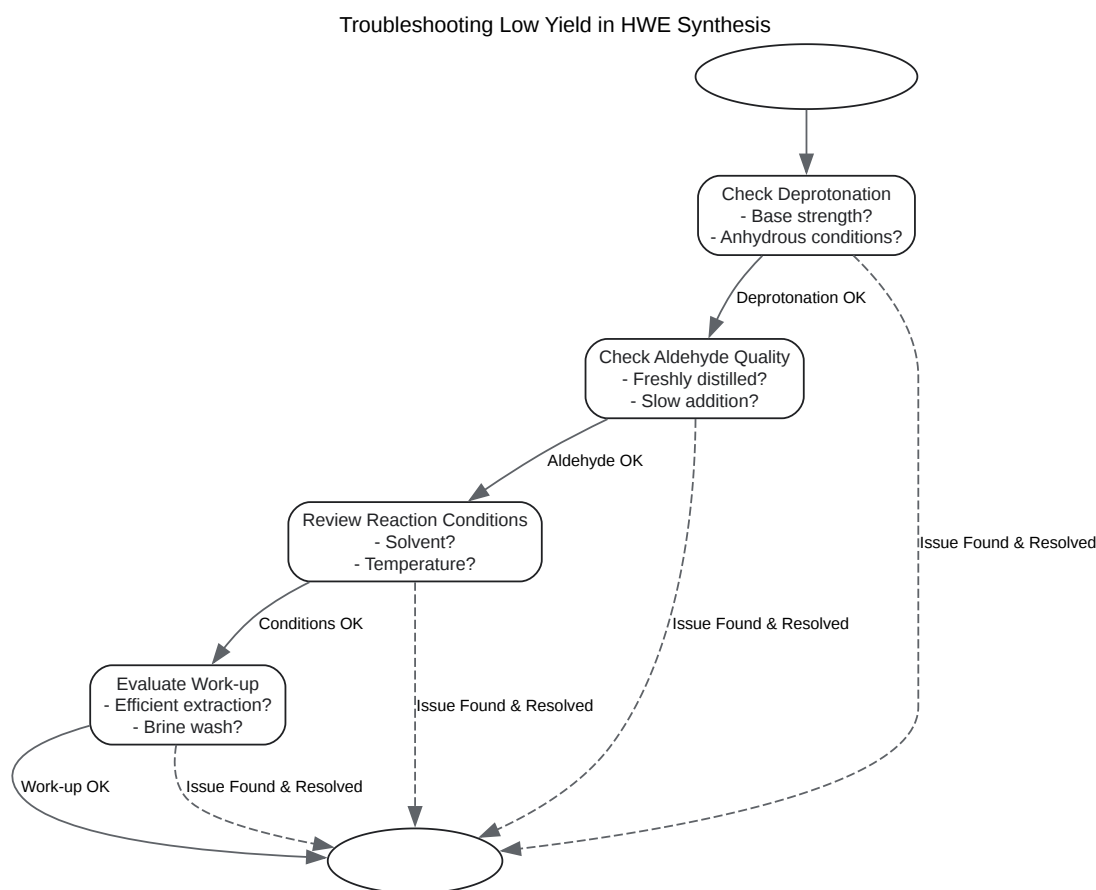 Troubleshooting Low Yield in HWE Synthesis
Check Deprotonation
- Base strength?
- Anhydrous conditions?
Deprotonation OK
Check Aldehyde Quality
- Freshly distilled?
- Slow addition?
Aldehyde OK
Review Reaction Conditions
- Solvent?
- Temperature?
Issue Found & Resolved
Conditions OK
Issue Found & Resolved
Evaluate Work-up
- Efficient extraction?
- Brine wash?
Issue Found & Resolved
Work-up OK
Issue Found & Resolved